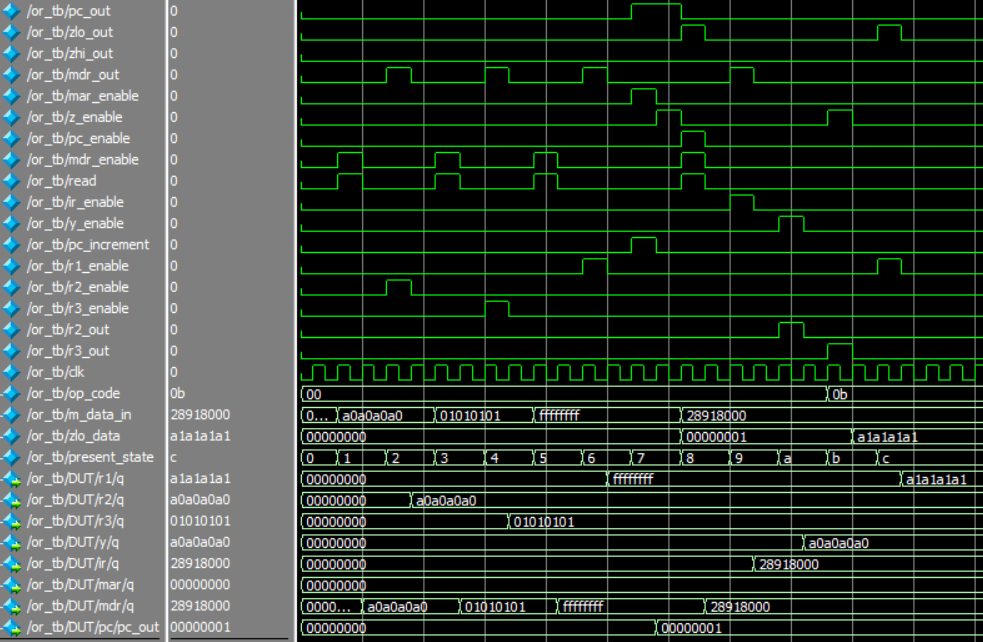 /or_tb/pc_out 0
/or_tb/zlo_out 0
/or_tb/zhi_out 0
/or_tb/mdr_out 0
/or_tb/mar_enable 0
/or_tb/z_enable 0
/or_tb/pc_enable 0
/or_tb/mdr_enable 0
/or_tb/read 0
/or_tb/ir_enable 0
/or_tb/y_enable 0
/or_tb/pc_increment 0
/or_tb/r1_enable 0
/or_tb/r2_enable 0
/or_tb/r3_enable 0
/or_tb/r2_out 0
/or_tb/r3_out 0
/or_tb/clk 0
/or_tb/op_code 0b 00 0b
/or_tb/m_data_in 28918000 0... a0a0a0a0 01010101 ffffffff 28918000
/or_tb/zlo_data a1a1a1a1 00000000 00000001 a1a1a1a1
/or_tb/present_state c 0 1 2 3 4 5 6 7 8 9 a b c
/or_tb/DUT/r1/q a1a1a1a1 00000000 ffffffff a1a1a1a1
/or_tb/DUT/r2/q a0a0a0a0 00000000 a0a0a0a0
/or_tb/DUT/r3/q 01010101 00000000 01010101
/or_tb/DUT/y/q a0a0a0a0 00000000 a0a0a0a0
/or_tb/DUT/ir/q 28918000 00000000 28918000
/or_tb/DUT/mar/q 00000000 00000000
/or_tb/DUT/mdr/q 28918000 0000... a0a0a0a0 01010101 ffffffff 28918000
/or_tb/DUT/pc/pc_out 00000001 00000000 00000001